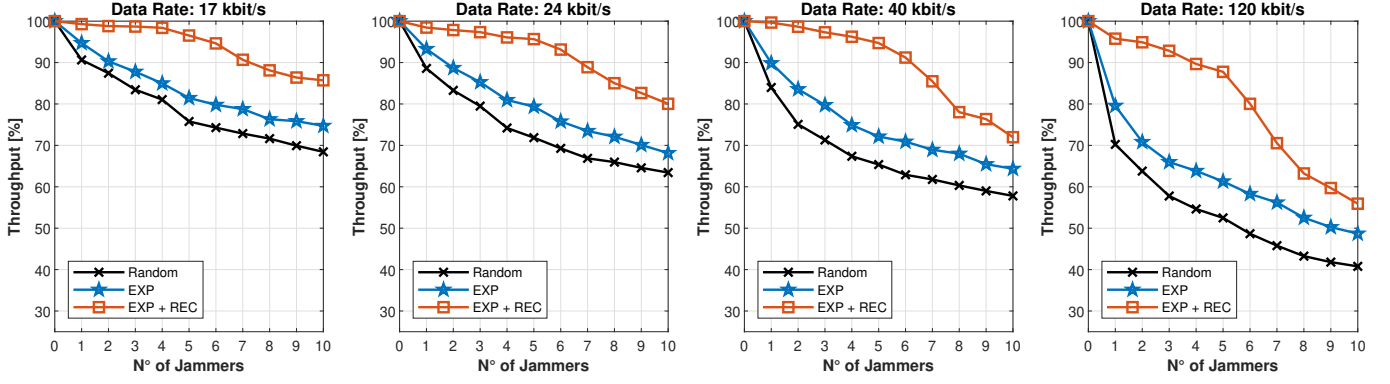 Data Rate: 17 kbit/s
Throughput [%]
100
90
80
70
60
50
40
30
Random
EXP
EXP + REC
0 1 2 3 4 5 6 7 8 9 10
N° of Jammers
Data Rate: 24 kbit/s
Throughput [%]
100
90
80
70
60
50
40
30
Random
EXP
EXP + REC
0 1 2 3 4 5 6 7 8 9 10
N° of Jammers
Data Rate: 40 kbit/s
Throughput [%]
100
90
80
70
60
50
40
30
Random
EXP
EXP + REC
0 1 2 3 4 5 6 7 8 9 10
N° of Jammers
Data Rate: 120 kbit/s
Throughput [%]
100
90
80
70
60
50
40
30
Random
EXP
EXP + REC
0 1 2 3 4 5 6 7 8 9 10
N° of Jammers